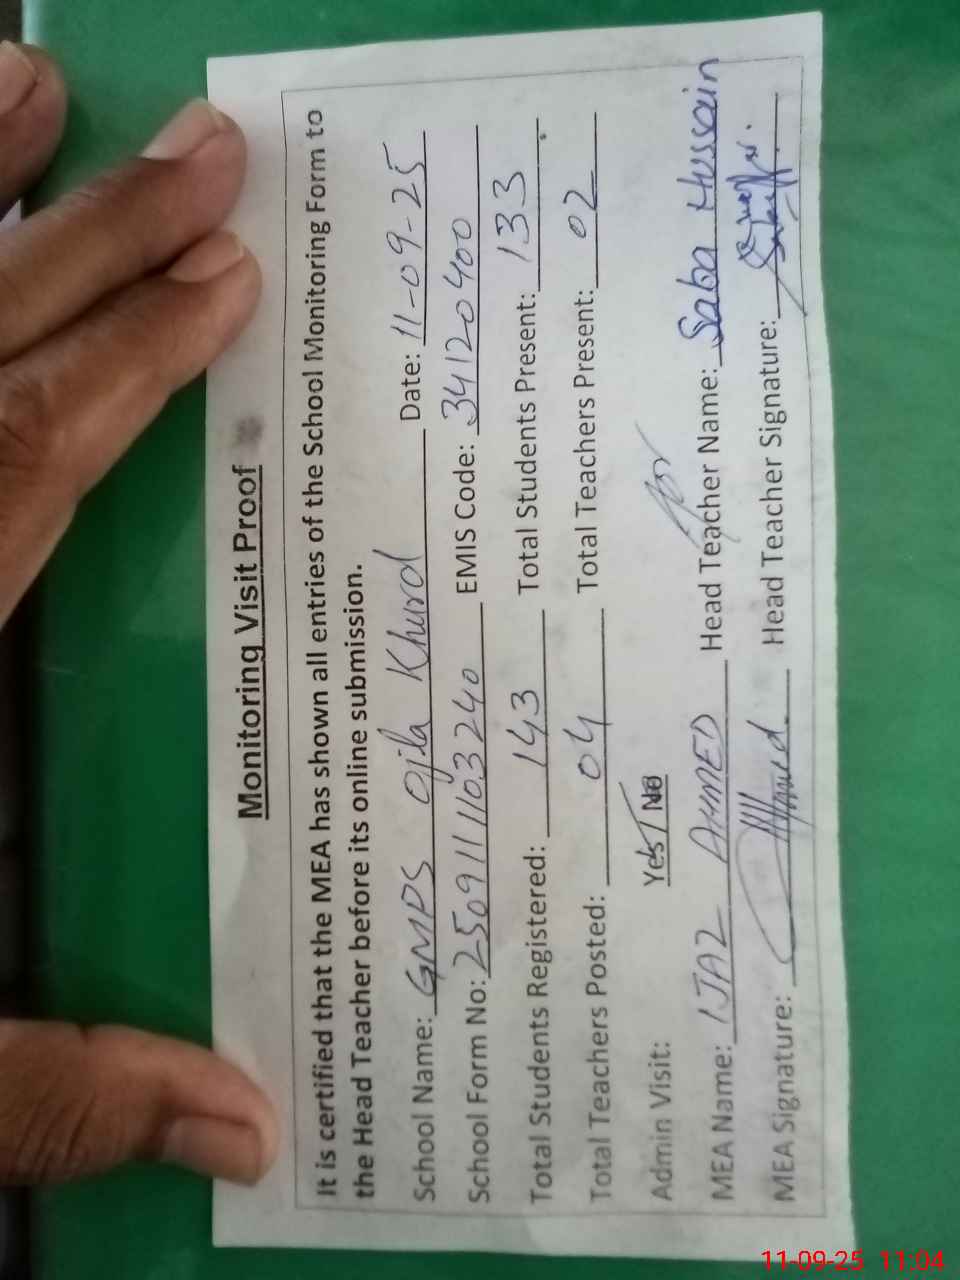 Monitoring Visit Proof
It is certified that the MEA has shown all entries of the School Monitoring Form to
the Head Teacher before its online submission.
School Name: GMPS Ojla Khurd Date: 11-09-25
School Form No: 25091111103240 EMIS Code: 34120400
Total Students Registered: 143 Total Students Present: 133
Total Teachers Posted: 04 Total Teachers Present: 02
Admin Visit: Yes / No
for
MEA Name: IJAZ AHMED Head Teacher Name: Saba Hussain
MEA Signature: Head Teacher Signature:
11-09-25 11:04